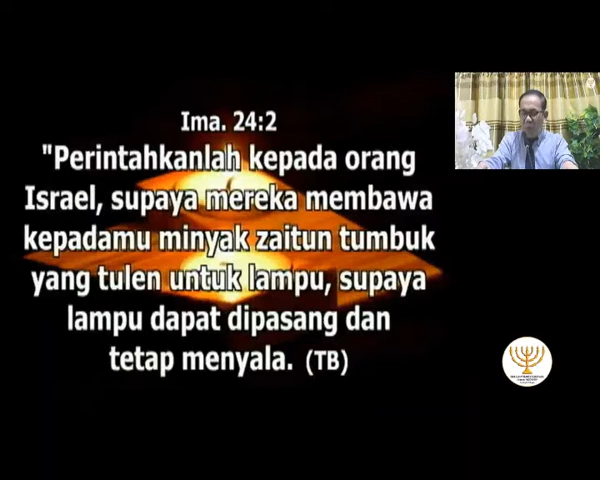 Ima. 24:2
"Perintahkanlah kepada orang
Israel, supaya mereka membawa
kepadamu minyak zaitun tumbuk
yang tulen untuk lampu, supaya
lampu dapat dipasang dan
tetap menyala. (TB)